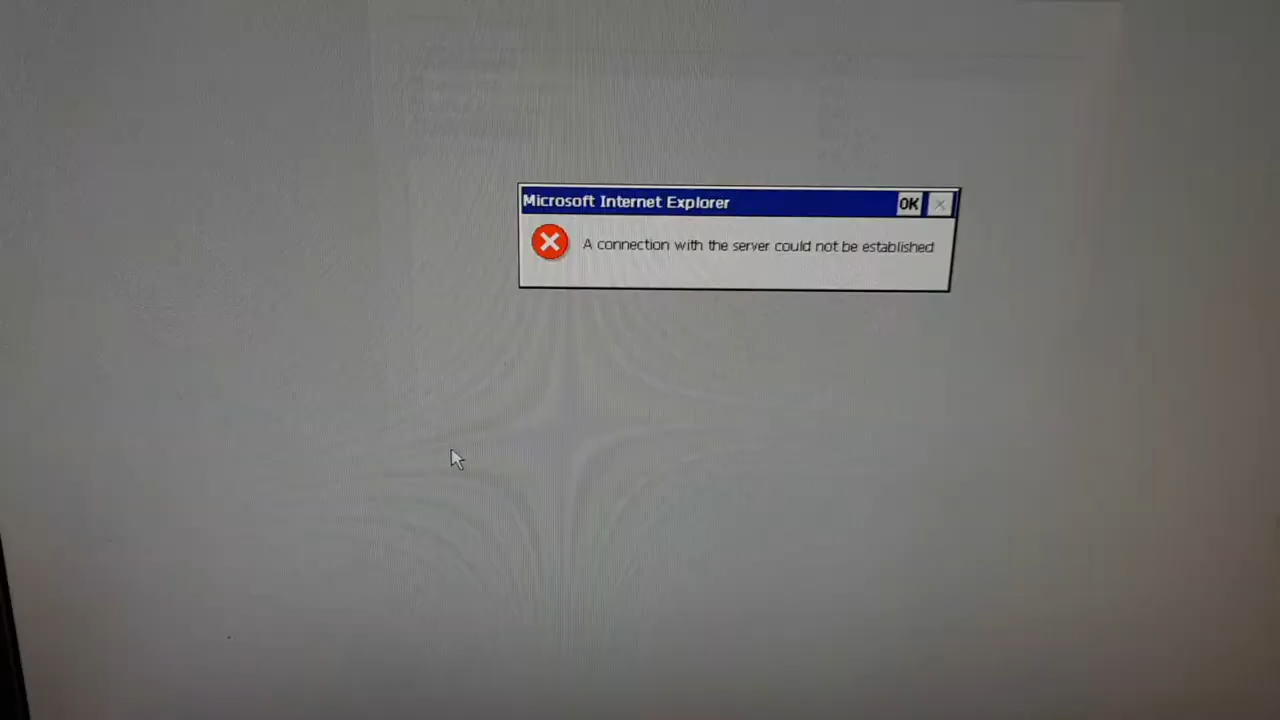 Microsoft Internet Explorer
OK
A connection with the server could not be established